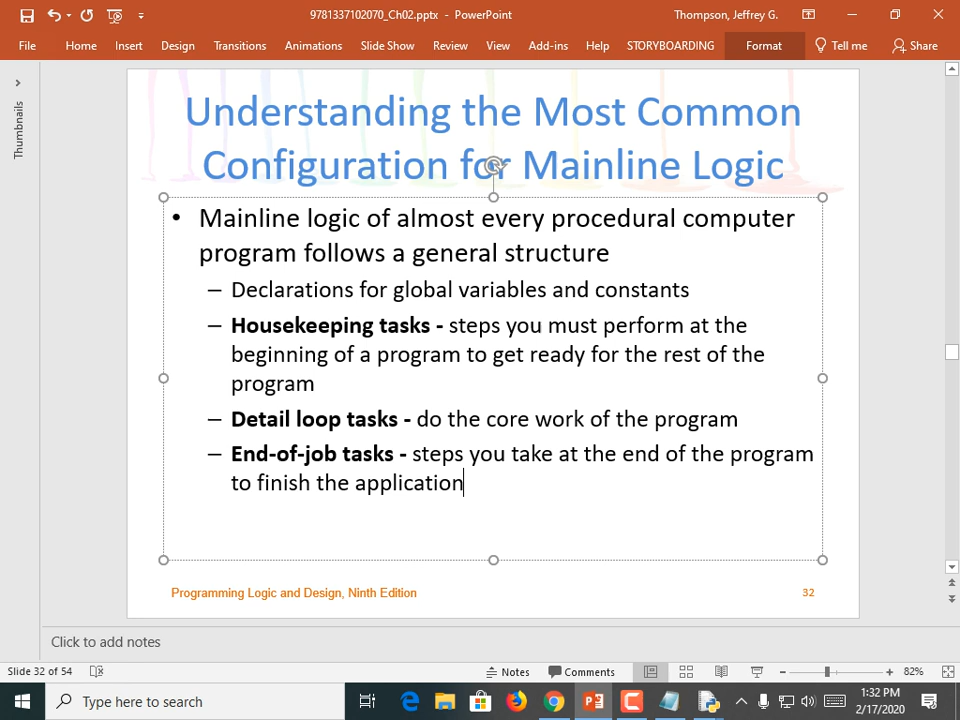 9781337102070_Ch02.pptx - PowerPoint
Thompson, Jeffrey G.
File Home Insert Design Transitions Animations Slide Show Review View Add-ins Help STORYBOARDING Format Tell me Share
Thumbnails
Understanding the Most Common
Configuration for Mainline Logic
• Mainline logic of almost every procedural computer
program follows a general structure
– Declarations for global variables and constants
– Housekeeping tasks - steps you must perform at the
beginning of a program to get ready for the rest of the
program
– Detail loop tasks - do the core work of the program
– End-of-job tasks - steps you take at the end of the program
to finish the application
Programming Logic and Design, Ninth Edition
32
Click to add notes
Slide 32 of 54
Notes
Comments
82%
Type here to search
1:32 PM
2/17/2020